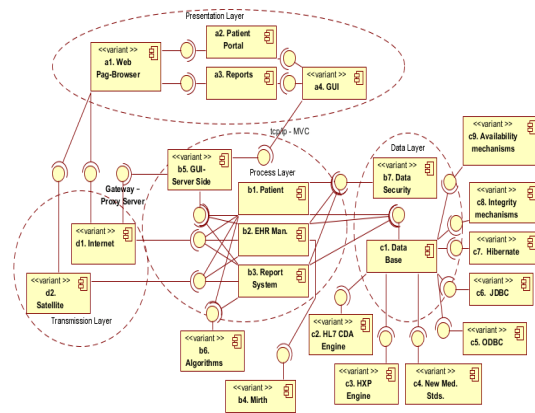 Presentation Layer
<<variant >>
a1. Web
Pag-Browser
a2. Patient
Portal
a3. Reports
<<variant >>
a4. GUI
tcp/ip - MVC
<<variant >>
b5. GUI-
Server Side
Gateway –
Proxy Server
Process Layer
b1. Patient
b2. EHR Man.
b3. Report
System
Data Layer
<<variant >>
b7. Data
Security
<<variant >>
c9. Availability
mechanisms
<<variant >>
c8. Integrity
mechanisms
<<variant >>
c7. Hibernate
<<variant >>
c6. JDBC
<<variant >>
c5. ODBC
c1. Data
Base
<<variant >>
d1. Internet
<<variant >>
d2.
Satellite
Transmission Layer
<<variant >>
b6.
Algorithms
<<variant >>
b4. Mirth
<<variant >>
c2. HL7 CDA
Engine
<<variant >>
c3. HXP
Engine
<<variant >>
c4. New Med.
Stds.